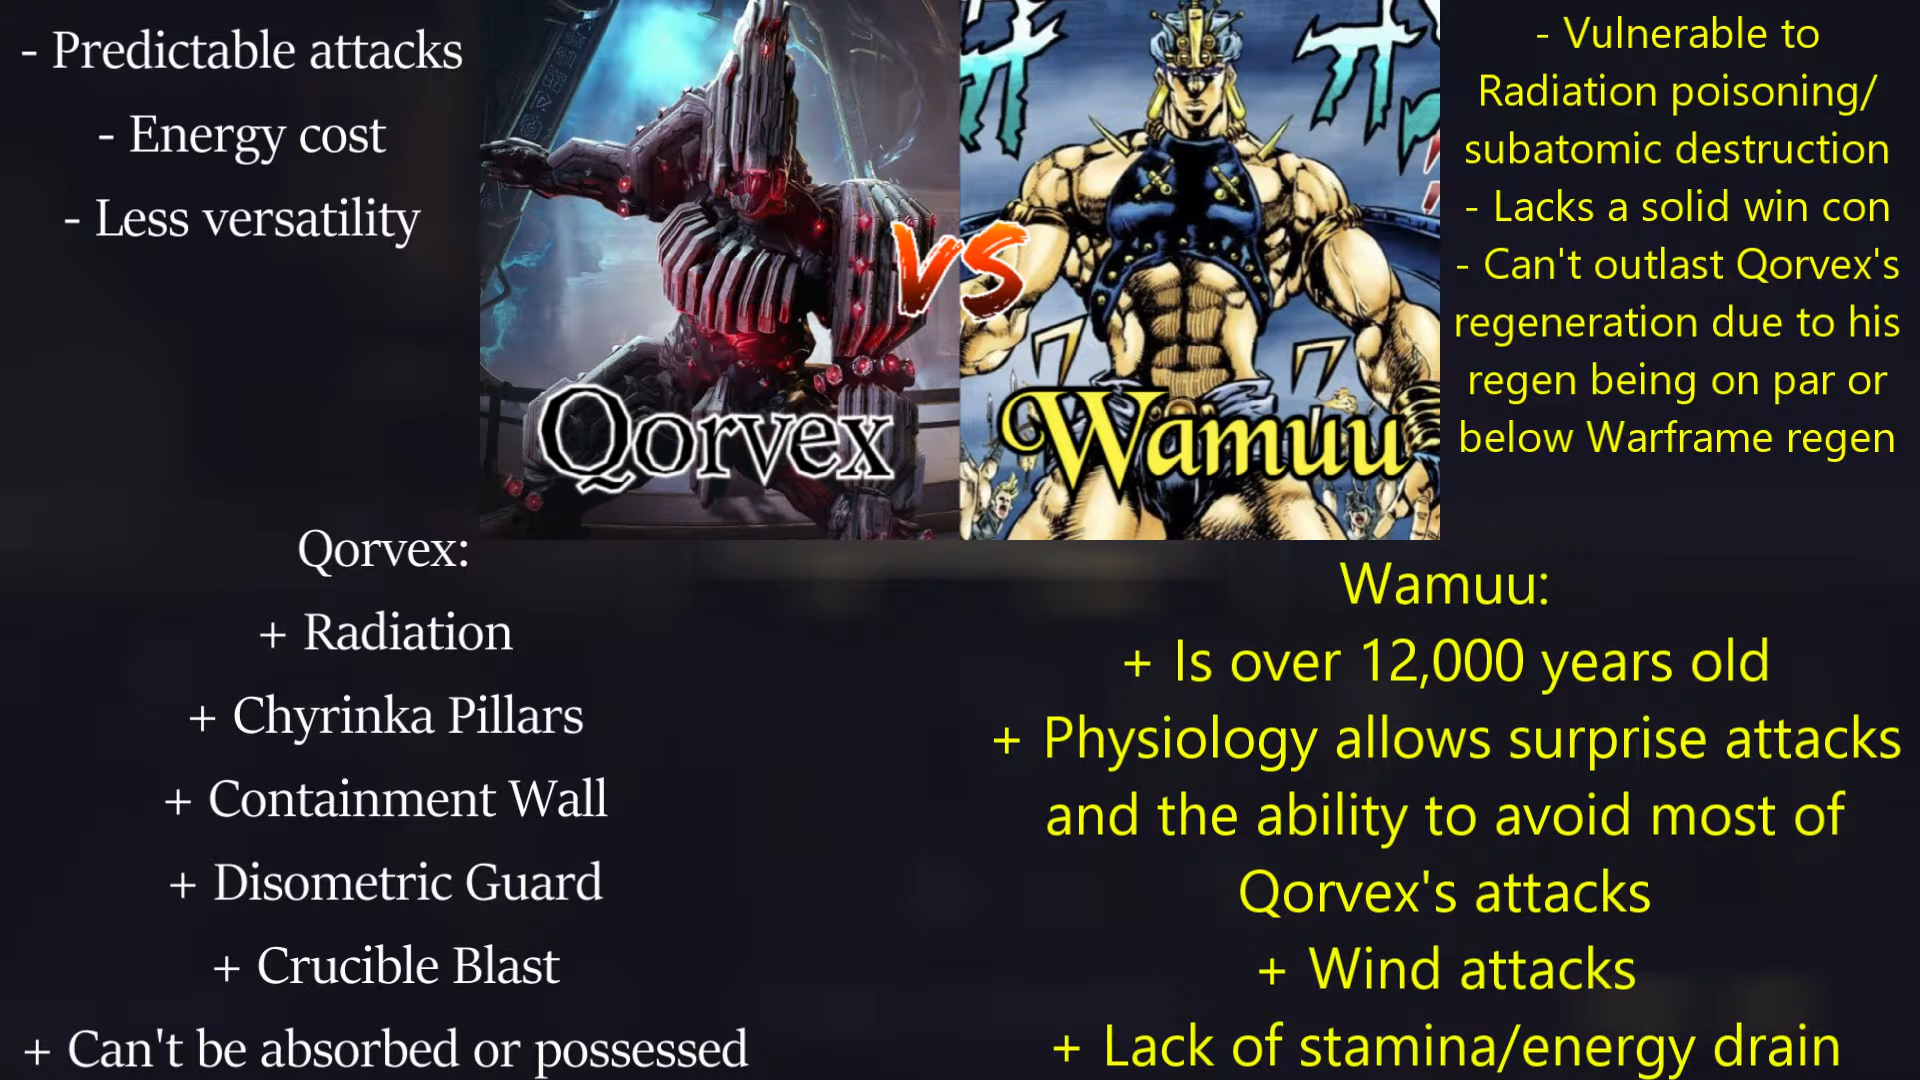 - Predictable attacks
- Energy cost
- Less versatility
VS
Qorvex
Wamuu
- Vulnerable to
Radiation poisoning/
subatomic destruction
- Lacks a solid win con
- Can't outlast Qorvex's
regeneration due to his
regen being on par or
below Warframe regen
Qorvex:
+ Radiation
+ Chyrinka Pillars
+ Containment Wall
+ Disometric Guard
+ Crucible Blast
+ Can't be absorbed or possessed
Wamuu:
+ Is over 12,000 years old
+ Physiology allows surprise attacks
and the ability to avoid most of
Qorvex's attacks
+ Wind attacks
+ Lack of stamina/energy drain